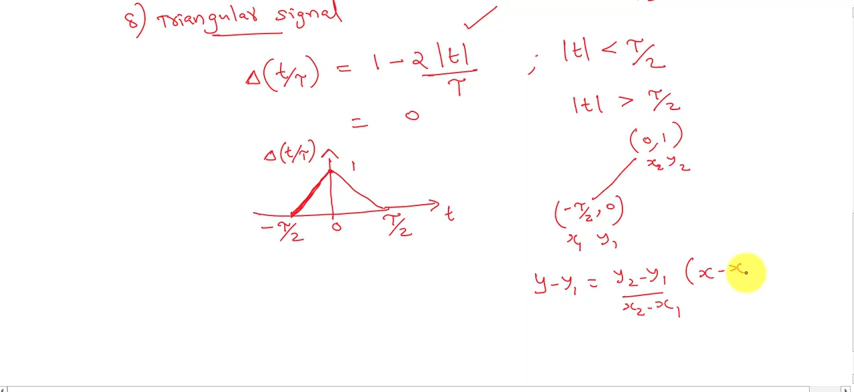 8) Triangular signal
Δ(t/τ) = 1 - 2|t|/τ ; |t| < τ/2
= 0 |t| > τ/2
(0,1)
x2 y2
Δ(t/τ)
1
-τ/2 0 τ/2 t
(-τ/2, 0)
x1 y1
y-y1 = y2-y1/x2-x1 (x-x